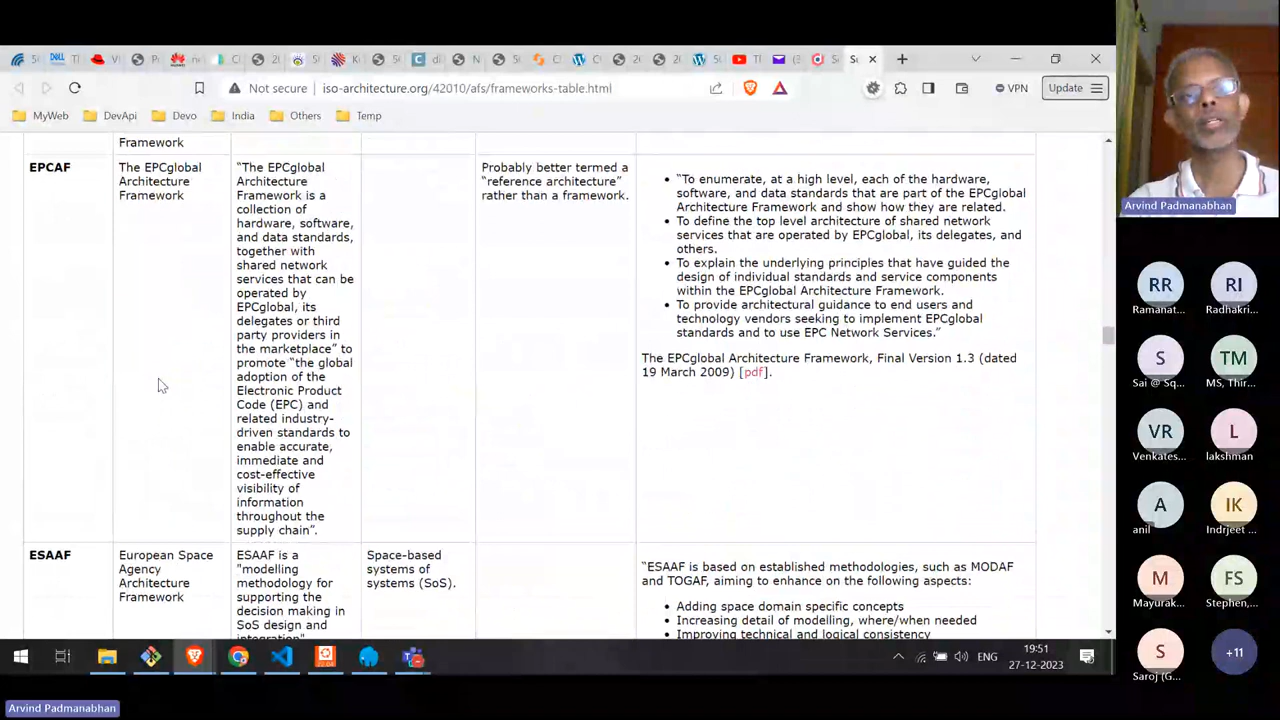 Not secure
iso-architecture.org/42010/afs/frameworks-table.html
VPN
Update
MyWeb
DevApi
Devo
India
Others
Temp
Framework
EPCAF
The EPCglobal
Architecture
Framework
“The EPCglobal
Architecture
Framework is a
collection of
hardware, software,
and data standards,
together with
shared network
services that can be
operated by
EPCglobal, its
delegates or third
party providers in
the marketplace” to
promote “the global
adoption of the
Electronic Product
Code (EPC) and
related industry-
driven standards to
enable accurate,
immediate and
cost-effective
visibility of
information
throughout the
supply chain”.
Probably better termed a
“reference architecture”
rather than a framework.
• “To enumerate, at a high level, each of the hardware,
software, and data standards that are part of the EPCglobal
Architecture Framework and show how they are related.
• To define the top level architecture of shared network
services that are operated by EPCglobal, its delegates, and
others.
• To explain the underlying principles that have guided the
design of individual standards and service components
within the EPCglobal Architecture Framework.
• To provide architectural guidance to end users and
technology vendors seeking to implement EPCglobal
standards and to use EPC Network Services.”
The EPCglobal Architecture Framework, Final Version 1.3 (dated
19 March 2009) [pdf].
ESAAF
European Space
Agency
Architecture
Framework
ESAAF is a
"modelling
methodology for
supporting the
decision making in
SoS design and
integration"
Space-based
systems of
systems (SoS).
“ESAAF is based on established methodologies, such as MODAF
and TOGAF, aiming to enhance on the following aspects:
• Adding space domain specific concepts
• Increasing detail of modelling, where/when needed
• Improving technical and logical consistency
ENG
19:51
27-12-2023
Arvind Padmanabhan
RR
Ramanat...
RI
Radhakri...
S
Sai @ Sq...
TM
MS, Thir...
VR
Venkates...
L
lakshman
A
anil
IK
Indrjeet ...
M
Mayurak...
FS
Stephen,...
S
Saroj (G...
+11
Arvind Padmanabhan